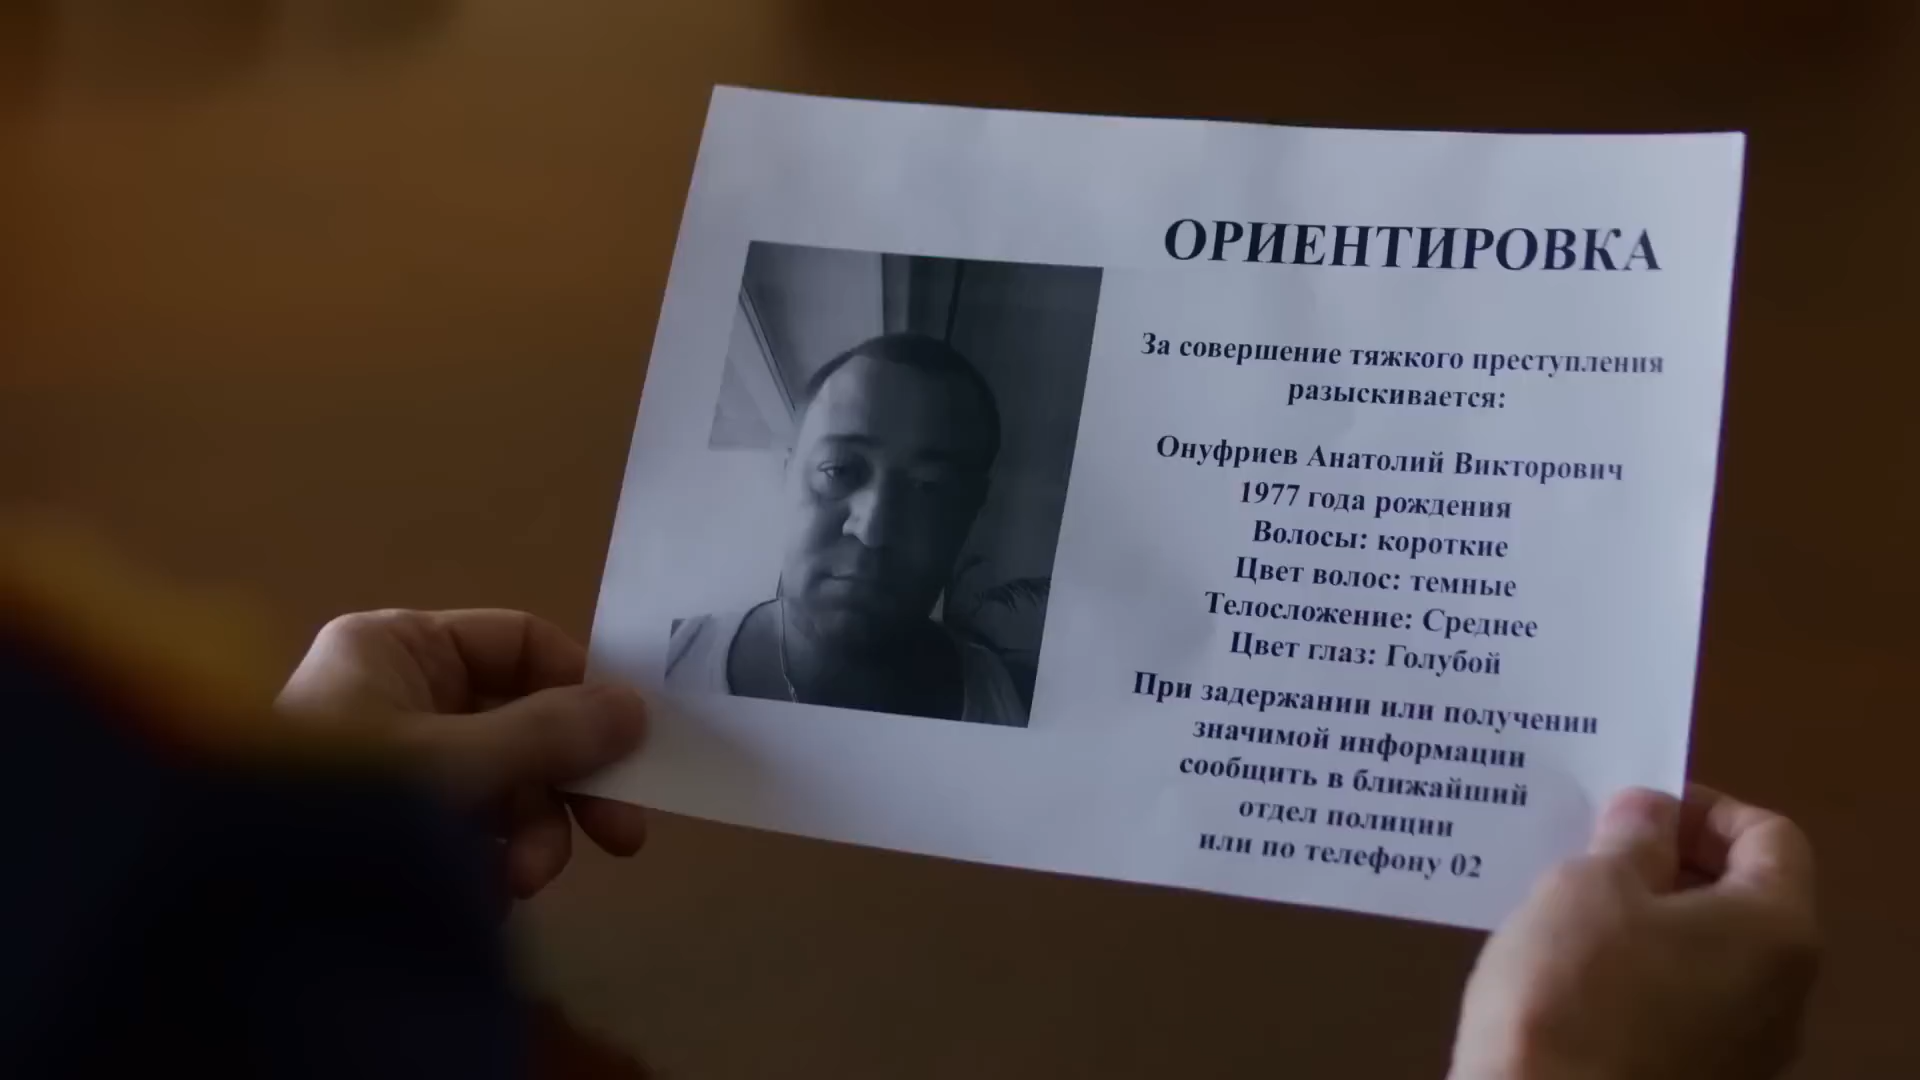 ОРИЕНТИРОВКА
За совершение тяжкого преступления
разыскивается:
Онуфриев Анатолий Викторович
1977 года рождения
Волосы: короткие
Цвет волос: темные
Телосложение: Среднее
Цвет глаз: Голубой
При задержании или получении
значимой информации
сообщить в ближайший
отдел полиции
или по телефону 02